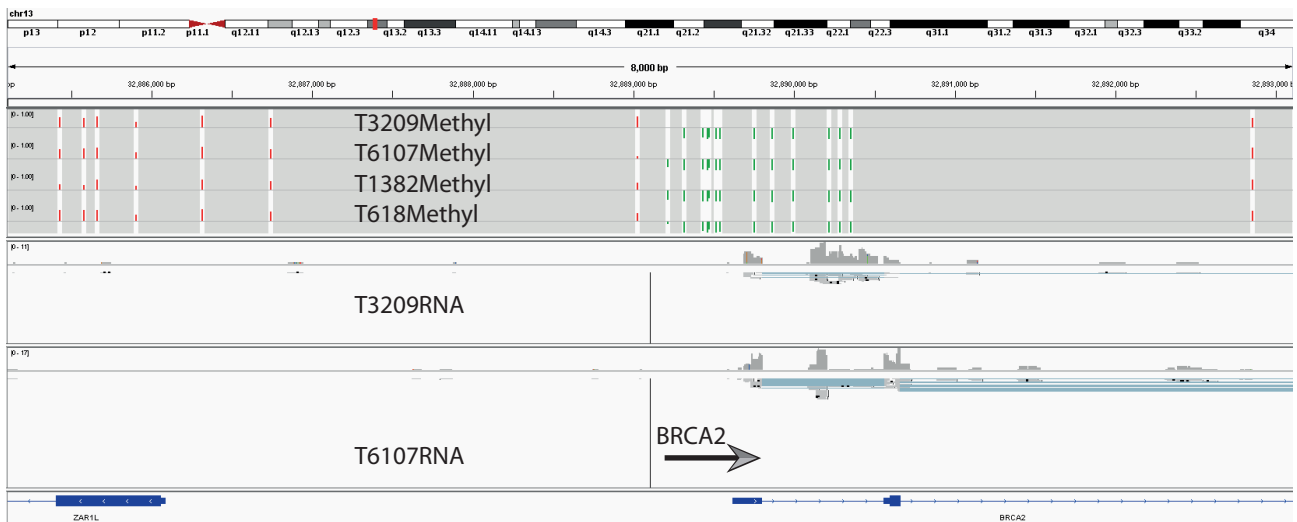 chr13
p13 p12 p11.2 p11.1 q12.11 q12.13 q12.3 q13.2 q13.3 q14.11 q14.13 q14.3 q21.1 q21.2 q21.32 q21.33 q22.1 q22.3 q31.1 q31.2 q31.3 q32.1 q32.3 q33.2 q34
8,000 bp
bp 32,886,000 bp 32,887,000 bp 32,888,000 bp 32,889,000 bp 32,890,000 bp 32,891,000 bp 32,892,000 bp 32,893,000
[0 - 1.00] T3209Methyl
[0 - 1.00] T6107Methyl
[0 - 1.00] T1382Methyl
[0 - 1.00] T618Methyl
[0 - 11]
T3209RNA
[0 - 17]
BRCA2
T6107RNA
ZAR1L BRCA2